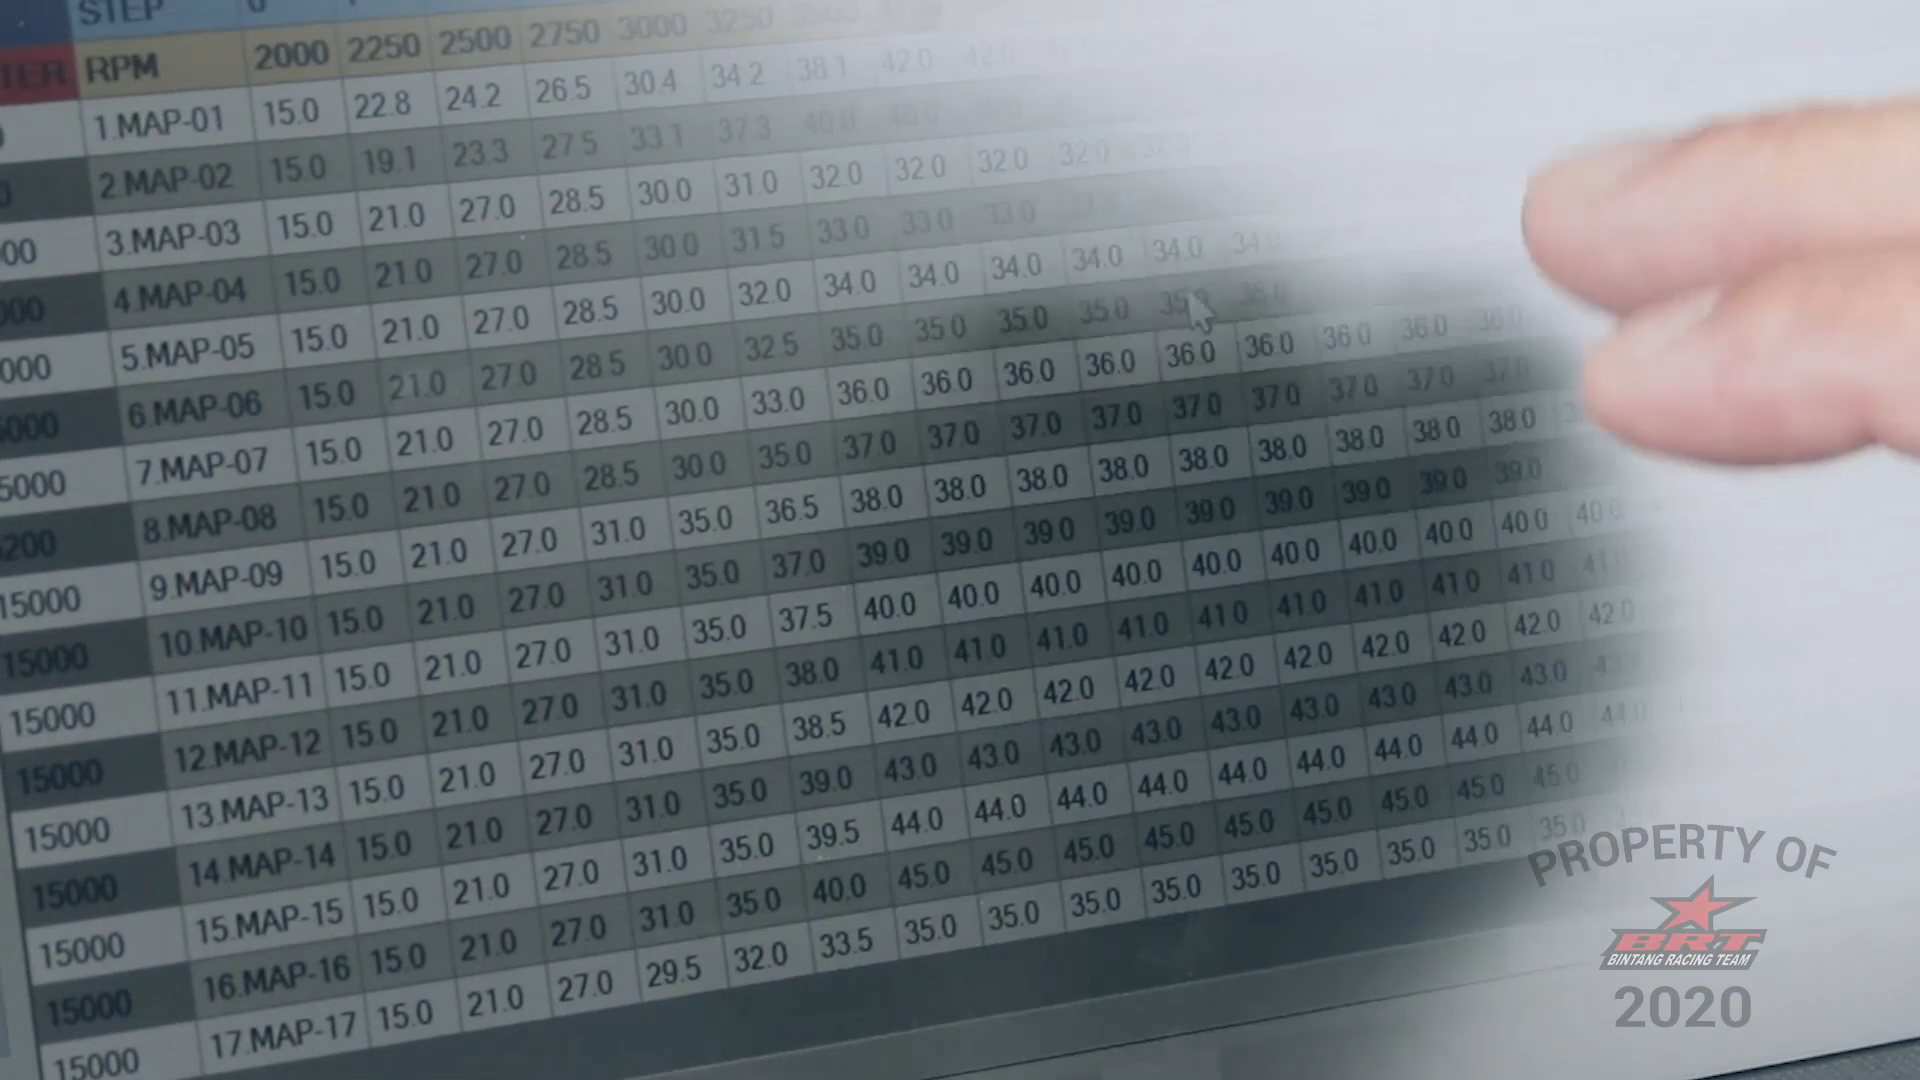 STEP 0
TER RPM 2000 2250 2500 2750 3000 3250
1.MAP-01 15.0 22.8 24.2 26.5 30.4 34.2 38.1 42.0 42.0
2.MAP-02 15.0 19.1 23.3 27.5 33.1 37.3 40.0 40.0
00 3.MAP-03 15.0 21.0 27.0 28.5 30.0 31.0 32.0 32.0 32.0 32.0
000 4.MAP-04 15.0 21.0 27.0 28.5 30.0 31.5 33.0 33.0 33.0
000 5.MAP-05 15.0 21.0 27.0 28.5 30.0 32.0 34.0 34.0 34.0 34.0 34.0 34.0
5000 6.MAP-06 15.0 21.0 27.0 28.5 30.0 32.5 35.0 35.0 35.0 35.0 35.0 35.0
5000 7.MAP-07 15.0 21.0 27.0 28.5 30.0 33.0 36.0 36.0 36.0 36.0 36.0 36.0 36.0 36.0 36.0
5200 8.MAP-08 15.0 21.0 27.0 28.5 30.0 35.0 37.0 37.0 37.0 37.0 37.0 37.0 37.0 37.0 37.0
15000 9.MAP-09 15.0 21.0 27.0 31.0 35.0 36.5 38.0 38.0 38.0 38.0 38.0 38.0 38.0 38.0 38.0
15000 10.MAP-10 15.0 21.0 27.0 31.0 35.0 37.0 39.0 39.0 39.0 39.0 39.0 39.0 39.0 39.0 39.0
15000 11.MAP-11 15.0 21.0 27.0 31.0 35.0 37.5 40.0 40.0 40.0 40.0 40.0 40.0 40.0 40.0 40.0 40.0
15000 12.MAP-12 15.0 21.0 27.0 31.0 35.0 38.0 41.0 41.0 41.0 41.0 41.0 41.0 41.0 41.0 41.0
15000 13.MAP-13 15.0 21.0 27.0 31.0 35.0 38.5 42.0 42.0 42.0 42.0 42.0 42.0 42.0 42.0 42.0 42.0
15000 14.MAP-14 15.0 21.0 27.0 31.0 35.0 39.0 43.0 43.0 43.0 43.0 43.0 43.0 43.0 43.0 43.0
15000 15.MAP-15 15.0 21.0 27.0 31.0 35.0 39.5 44.0 44.0 44.0 44.0 44.0 44.0 44.0 44.0 44.0 44.0
15000 16.MAP-16 15.0 21.0 27.0 31.0 35.0 40.0 45.0 45.0 45.0 45.0 45.0 45.0 45.0 45.0 45.0
15000 17.MAP-17 15.0 21.0 27.0 29.5 32.0 33.5 35.0 35.0 35.0 35.0 35.0 35.0 35.0 35.0 35.0
PROPERTY OF
BRT
BINTANG RACING TEAM
2020